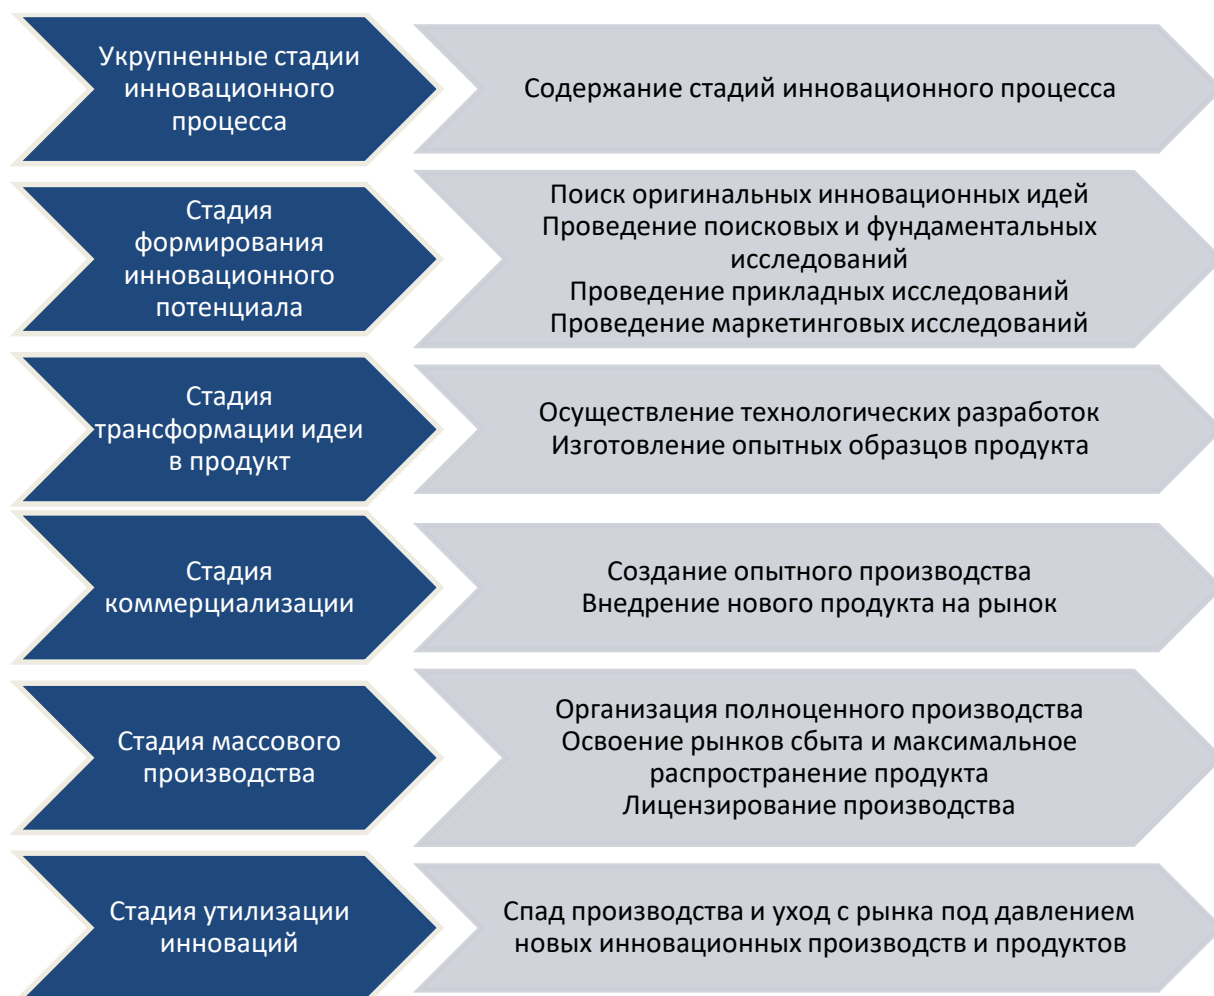 Укрупненные стадии
инновационного
процесса
Содержание стадий инновационного процесса
Стадия
формирования
инновационного
потенциала
Поиск оригинальных инновационных идей
Проведение поисковых и фундаментальных
исследований
Проведение прикладных исследований
Проведение маркетинговых исследований
Стадия
трансформации идеи
в продукт
Осуществление технологических разработок
Изготовление опытных образцов продукта
Стадия
коммерциализации
Создание опытного производства
Внедрение нового продукта на рынок
Стадия массового
производства
Организация полноценного производства
Освоение рынков сбыта и максимальное
распространение продукта
Лицензирование производства
Стадия утилизации
инноваций
Спад производства и уход с рынка под давлением
новых инновационных производств и продуктов